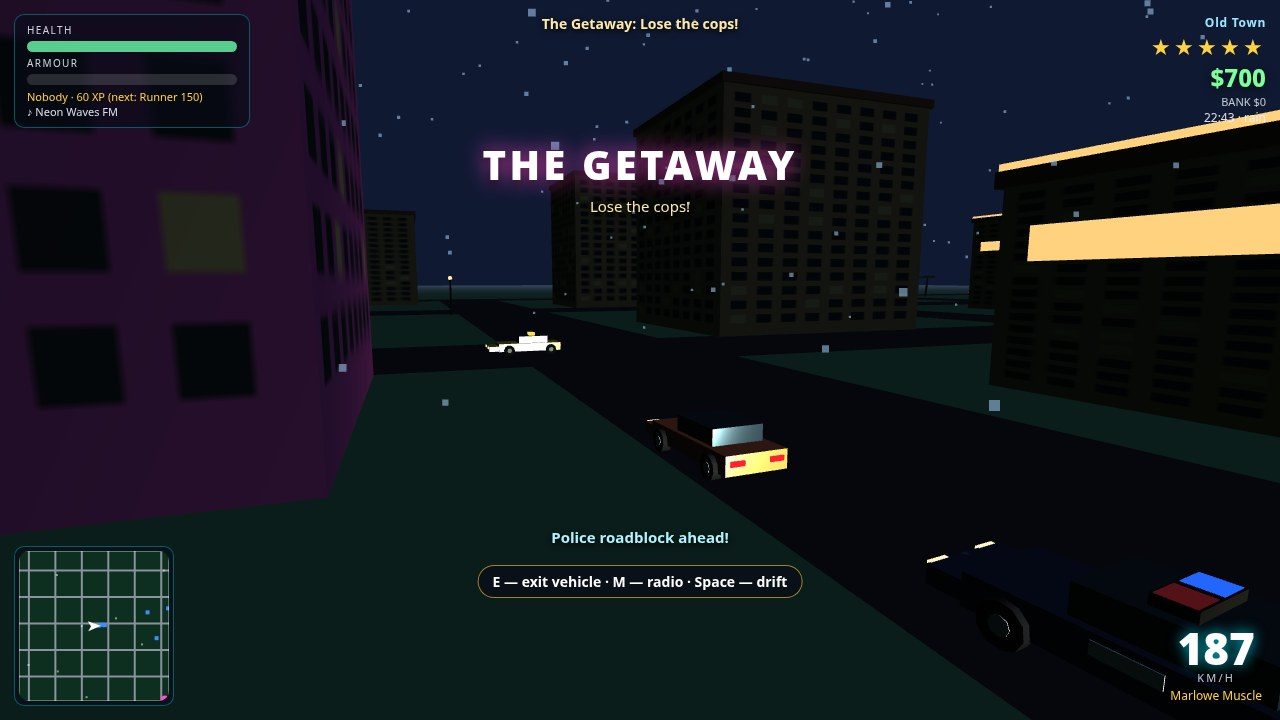 HEALTH
ARMOUR
Nobody · 60 XP (next: Runner 150)
♪ Neon Waves FM
The Getaway: Lose the cops!
Old Town
★★★★★
$700
BANK $0
22:43 · rain
THE GETAWAY
Lose the cops!
Police roadblock ahead!
E — exit vehicle · M — radio · Space — drift
187
KM/H
Marlowe Muscle